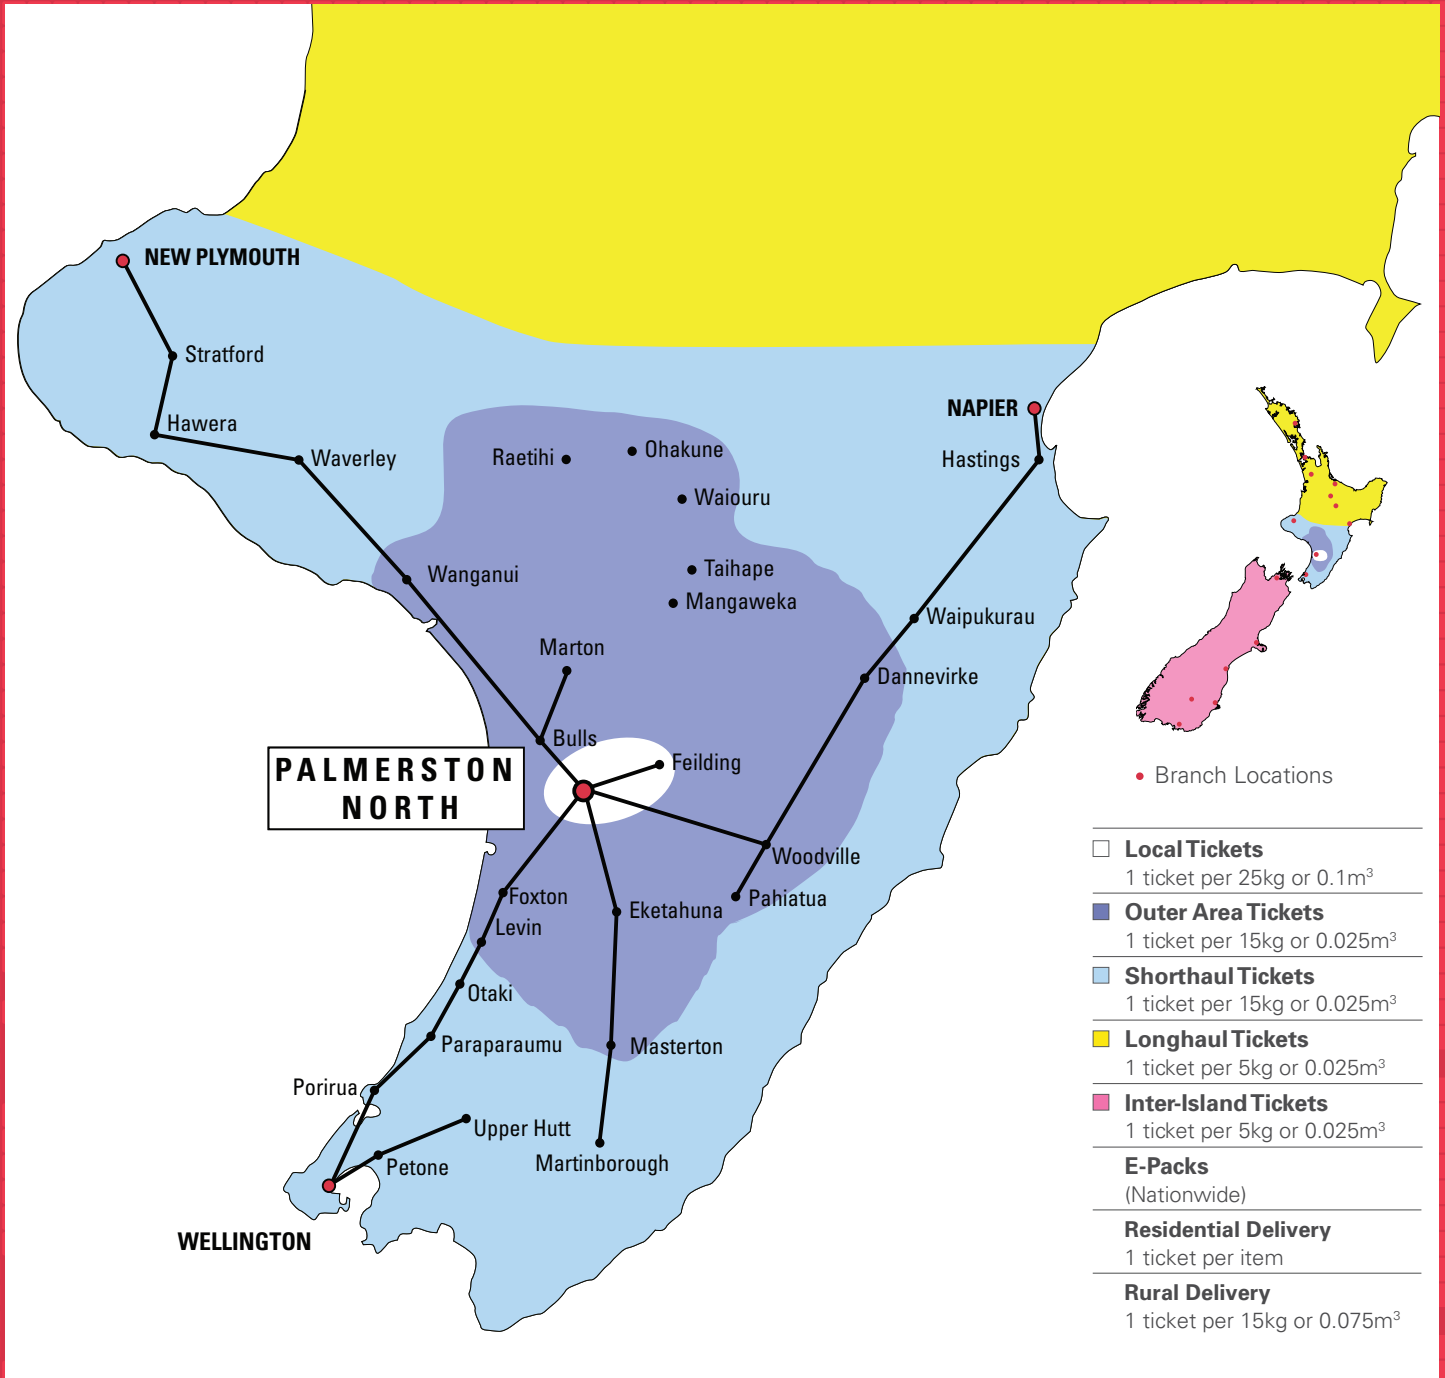 NEW PLYMOUTH
Stratford
Hawera
Waverley
NAPIER
Hastings
Raetihi
Ohakune
Waiouru
Wanganui
Taihape
Mangaweka
Waipukurau
Marton
Dannevirke
Bulls
Feilding
PALMERSTON
NORTH
Woodville
Pahiatua
Foxton
Eketahuna
Levin
Otaki
Paraparaumu
Masterton
Porirua
Upper Hutt
Petone
Martinborough
WELLINGTON
Branch Locations
Local Tickets
1 ticket per 25kg or 0.1m³
Outer Area Tickets
1 ticket per 15kg or 0.025m³
Shorthaul Tickets
1 ticket per 15kg or 0.025m³
Longhaul Tickets
1 ticket per 5kg or 0.025m³
Inter-Island Tickets
1 ticket per 5kg or 0.025m³
E-Packs
(Nationwide)
Residential Delivery
1 ticket per item
Rural Delivery
1 ticket per 15kg or 0.075m³